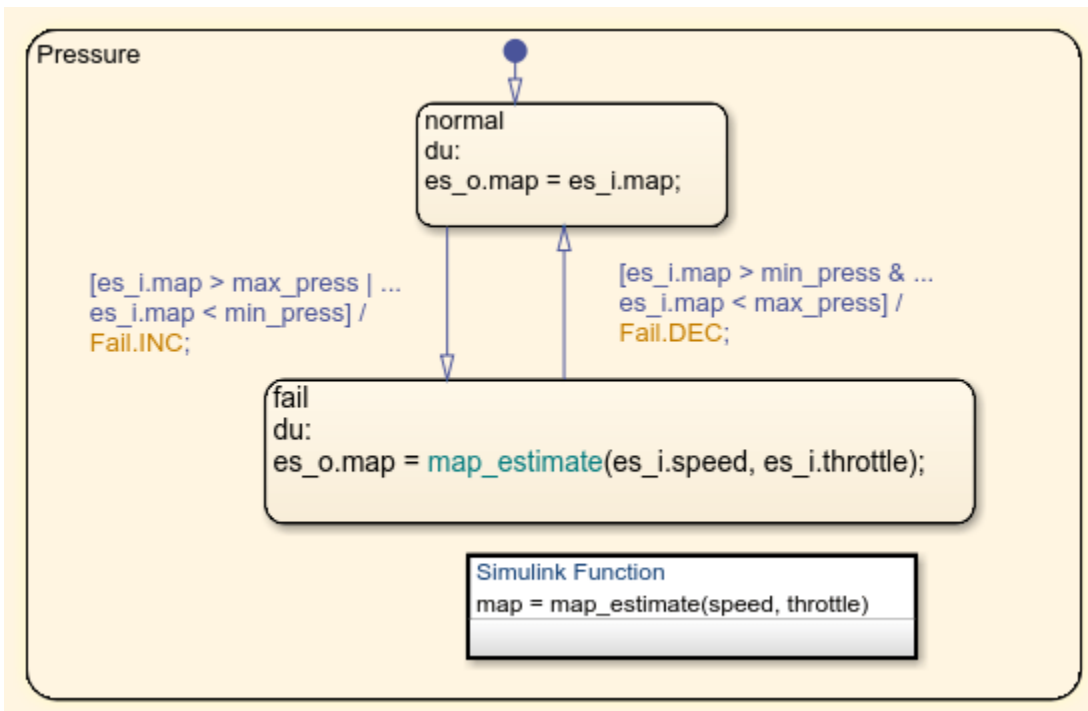 Pressure
normal
du:
es_o.map = es_i.map;
[es_i.map > max_press | ...
es_i.map < min_press] /
Fail.INC;
[es_i.map > min_press & ...
es_i.map < max_press] /
Fail.DEC;
fail
du:
es_o.map = map_estimate(es_i.speed, es_i.throttle);
Simulink Function
map = map_estimate(speed, throttle)